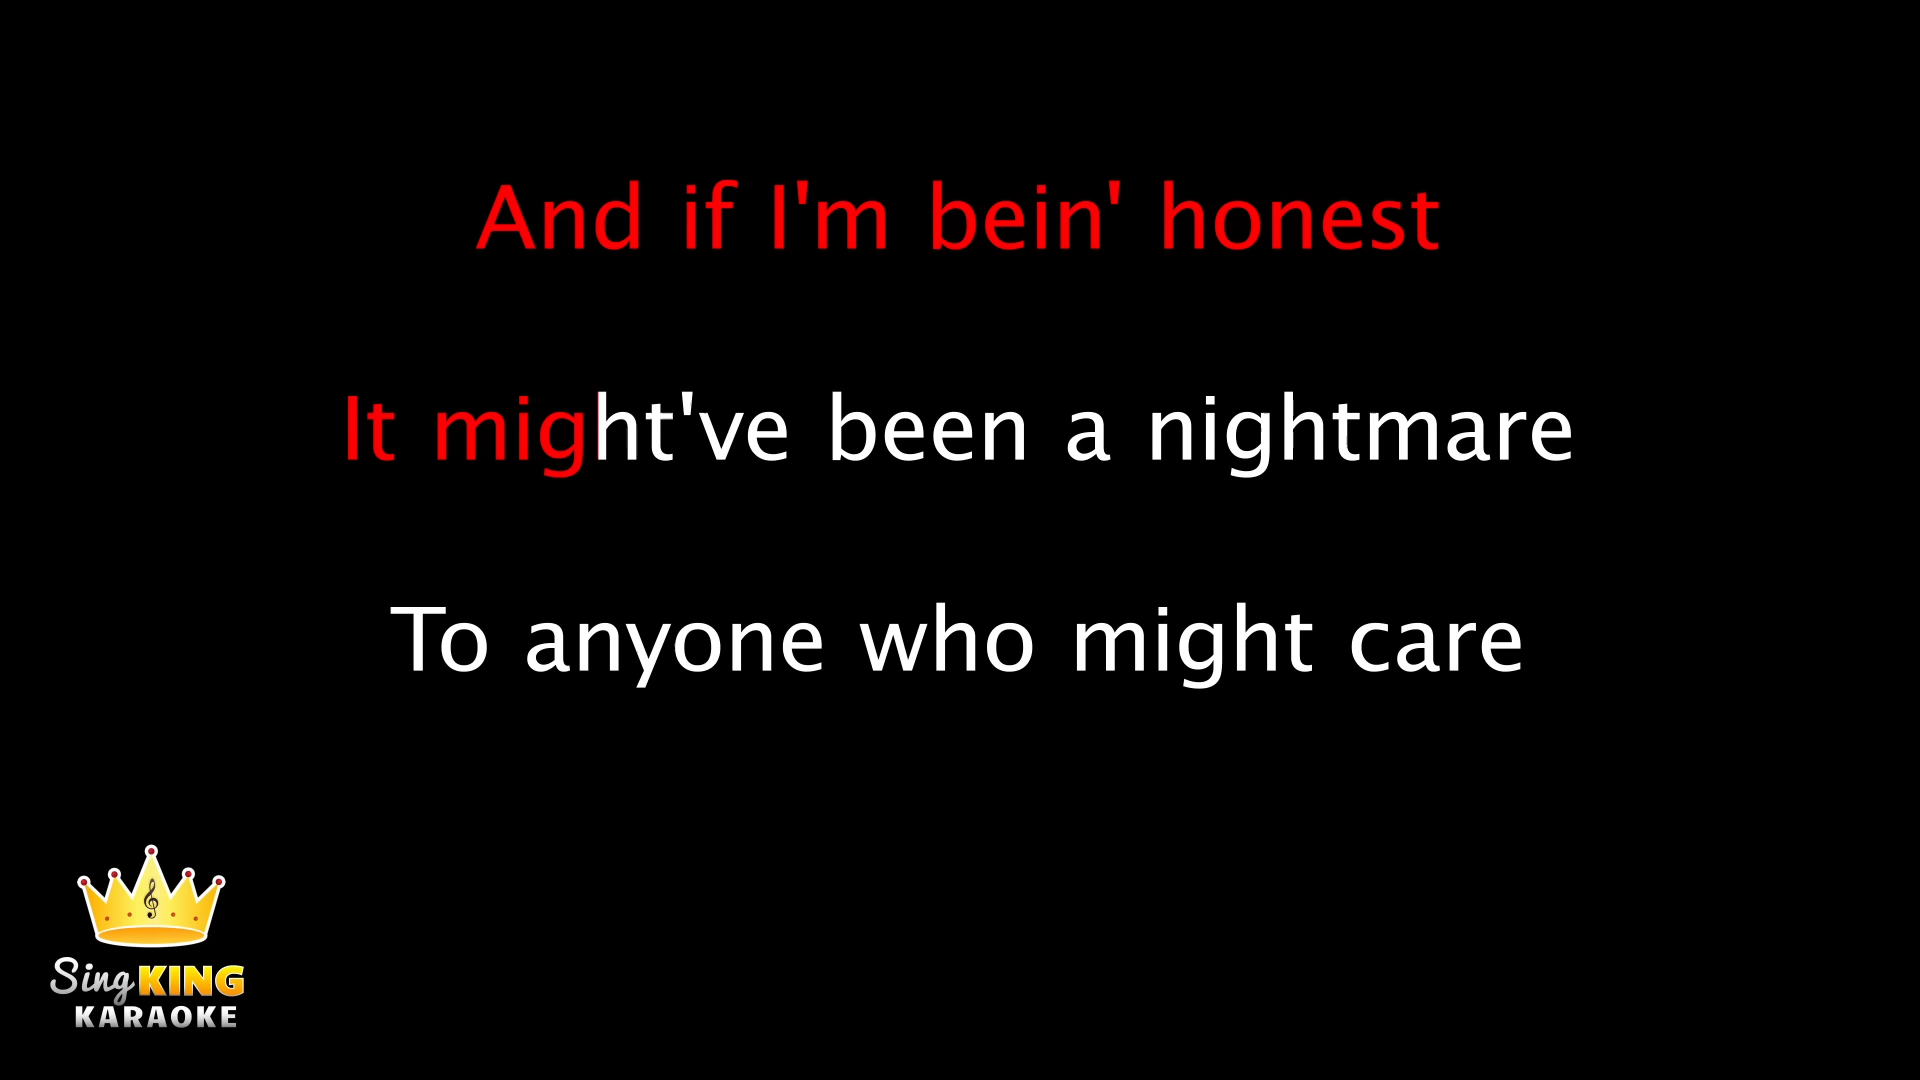 And if I'm bein' honest
It might've been a nightmare
To anyone who might care
Sing KING
KARAOKE